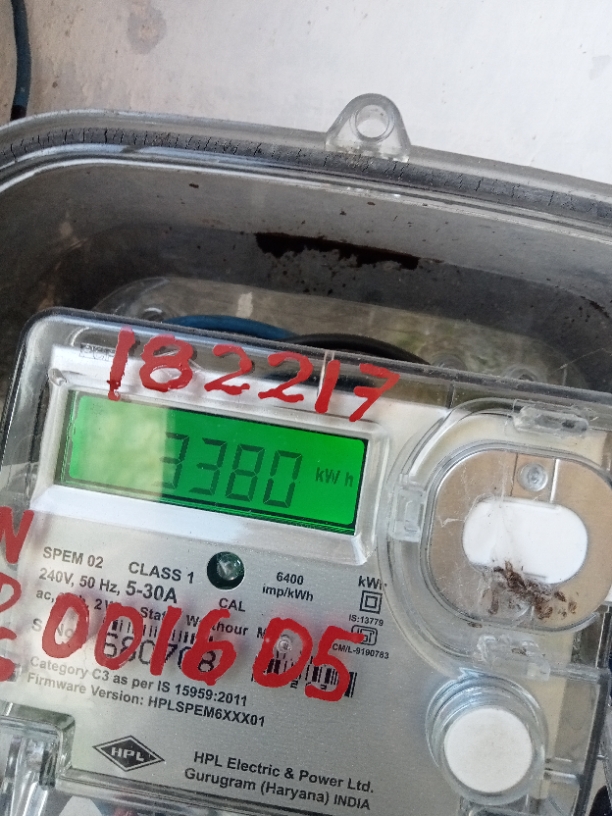 182217
3380 kWh
SPEM 02 CLASS 1
6400 imp/kWh
240V, 50 Hz, 5-30A
CAL
IS:13779
CM/L-9190783
0016 D5
Category C3 as per IS 15959:2011
Firmware Version: HPLSPEM6XXX01
HPL
HPL Electric & Power Ltd.
Gurugram (Haryana) INDIA